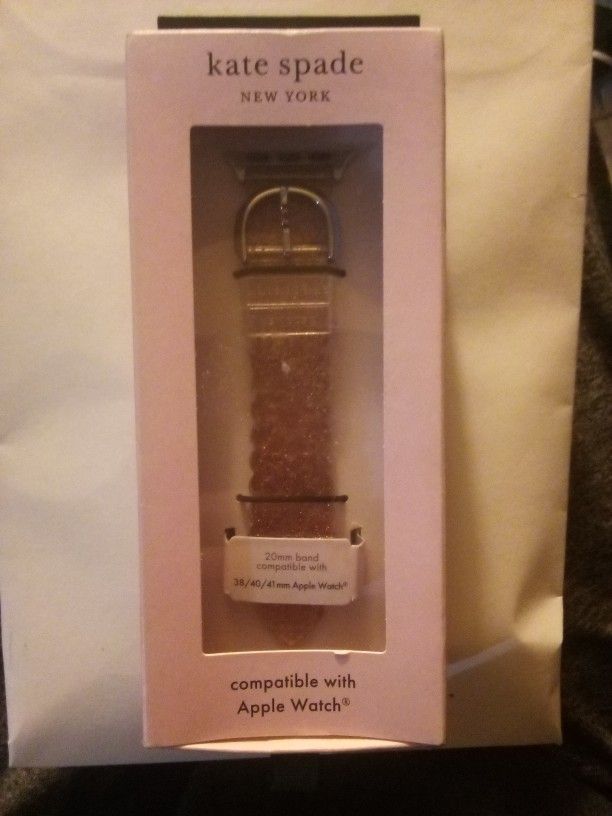 kate spade
NEW YORK
20mm band
compatible with
38/40/41mm Apple Watch®
compatible with
Apple Watch®